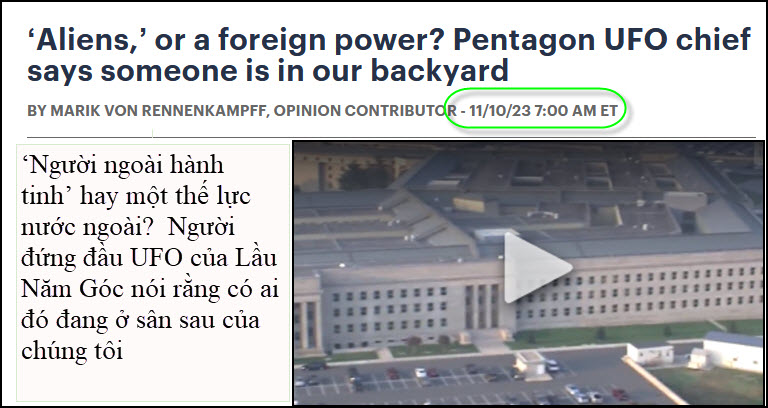 ‘Aliens,’ or a foreign power? Pentagon UFO chief
says someone is in our backyard
BY MARIK VON RENNENKAMPFF, OPINION CONTRIBUTOR - 11/10/23 7:00 AM ET
‘Người ngoài hành
tinh’ hay một thế lực
nước ngoài? Người
đứng đầu UFO của Lầu
Năm Góc nói rằng có ai
đó đang ở sân sau của
chúng tôi